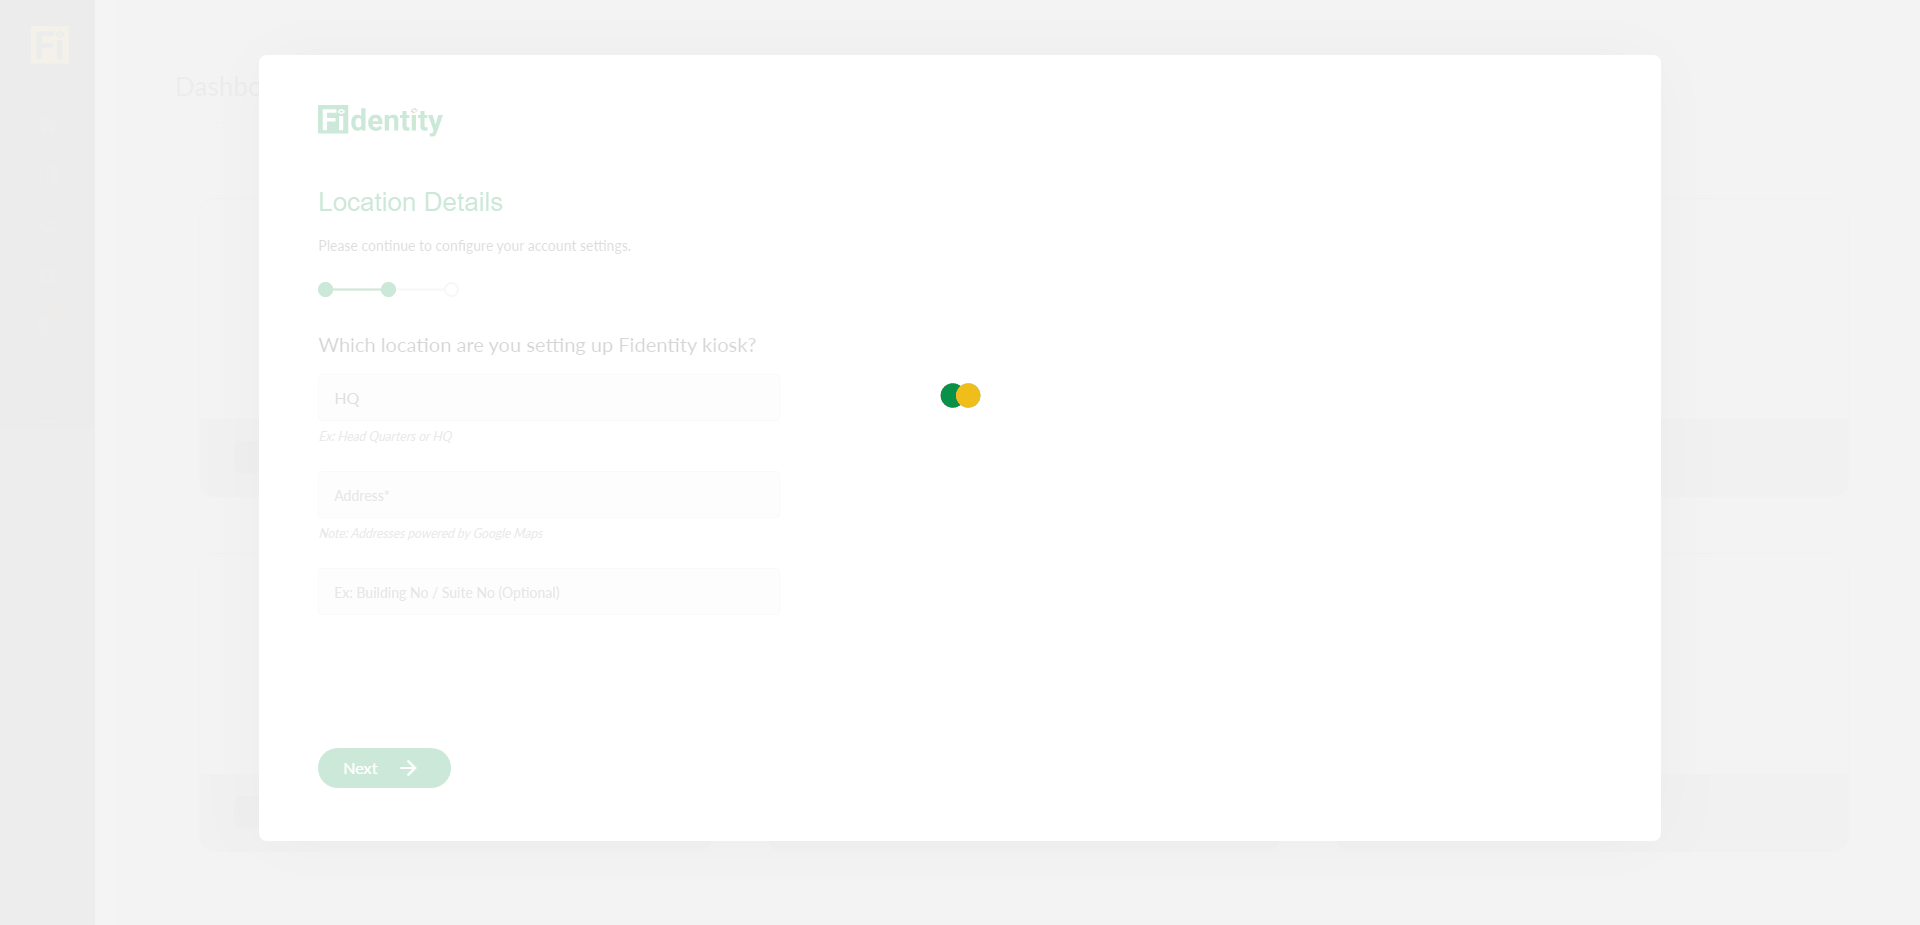 Fi
Dashbo
Fidentity
Location Details
Please continue to configure your account settings.
Which location are you setting up Fidentity kiosk?
HQ
Ex: Head Quarters or HQ
Address*
Note: Addresses powered by Google Maps
Ex: Building No / Suite No (Optional)
Next